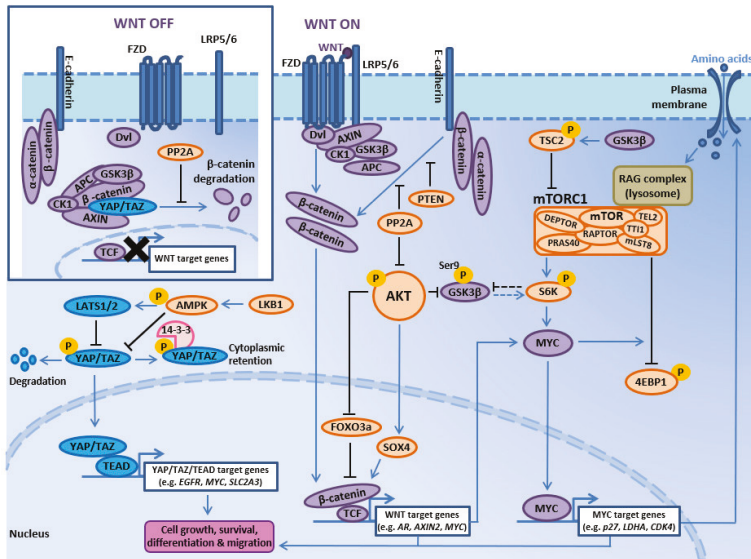 WNT OFF
LRP5/6
FZD
E-cadherin
α-catenin
β-catenin
Dvl
PP2A
β-catenin
degradation
APC
GSK3β
β-catenin
YAP/TAZ
CK1
AXIN
TCF
WNT target genes
WNT ON
WNT
FZD
LRP5/6
E-cadherin
Dvl
AXIN
CK1
GSK3β
APC
β-catenin
α-catenin
β-catenin
β-catenin
PTEN
PP2A
Amino acids
Plasma
membrane
P
TSC2
GSK3β
RAG complex
(lysosome)
mTORC1
DEPTOR
mTOR
TEL2
TTI1
PRAS40
RAPTOR
mLST8
P
AKT
Ser9
P
GSK3β
P
S6K
MYC
P
4EBP1
LATS1/2
P
AMPK
LKB1
14-3-3
P
YAP/TAZ
P
YAP/TAZ
Cytoplasmic
retention
Degradation
FOXO3a
SOX4
YAP/TAZ
TEAD
YAP/TAZ/TEAD target genes
(e.g. EGFR, MYC, SLC2A3)
β-catenin
TCF
WNT target genes
(e.g. AR, AXIN2, MYC)
MYC
MYC target genes
(e.g. p27, LDHA, CDK4)
Nucleus
Cell growth, survival,
differentiation & migration